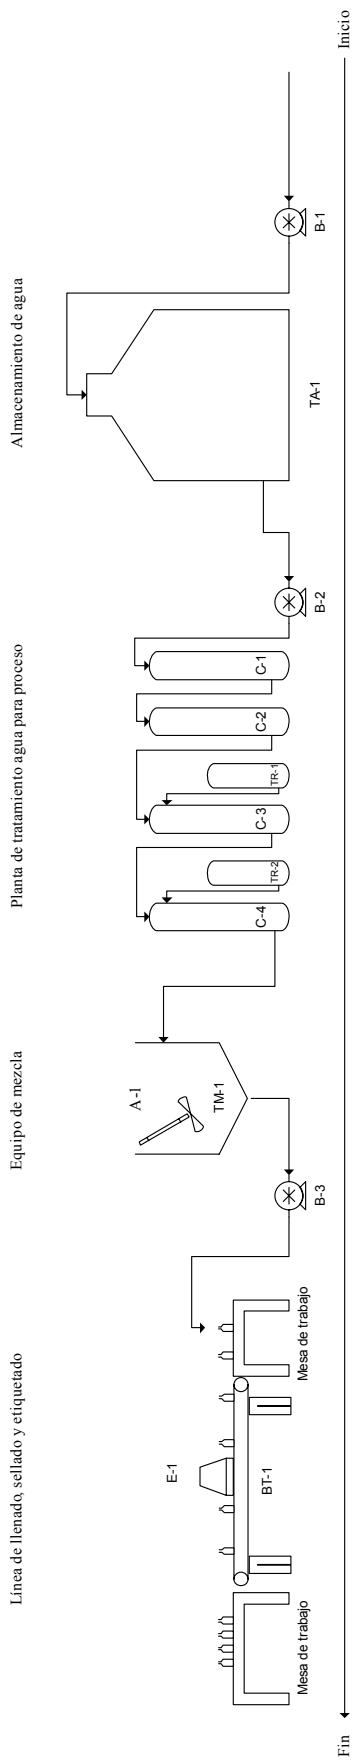 Línea de llenado, sellado y etiquetado
Equipo de mezcla
Planta de tratamiento agua para proceso
Almacenamiento de agua
E-1
BT-1
Mesa de trabajo
Mesa de trabajo
B-3
A-1
TM-1
C-4
TR-2
C-3
TR-1
C-2
C-1
B-2
TA-1
B-1
Fin
Inicio